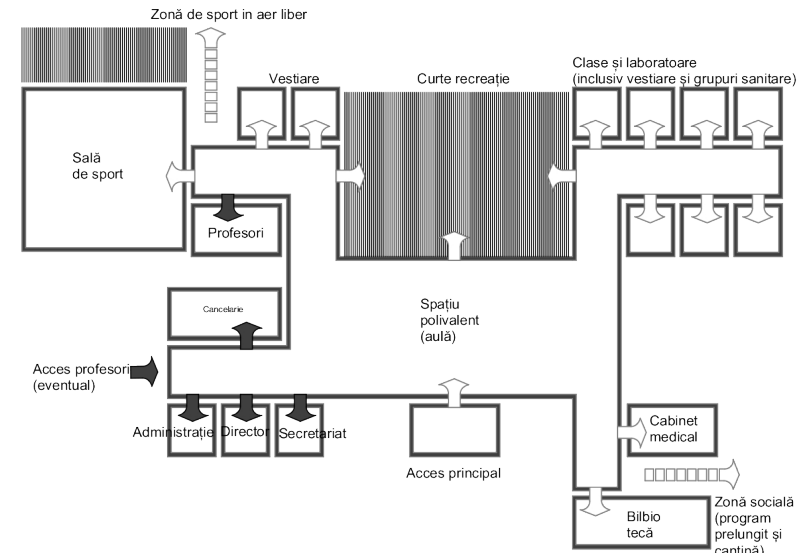 Zonă de sport in aer liber
Vestiare
Curte recreație
Clase și laboratoare
(inclusiv vestiare și grupuri sanitare)
Sală
de sport
Profesori
Cancelarie
Spațiu
polivalent
(aulă)
Acces profesori
(eventual)
Administrație
Director
Secretariat
Acces principal
Cabinet
medical
Bilbio
tecă
Zonă socială
(program
prelungit și
cantină)